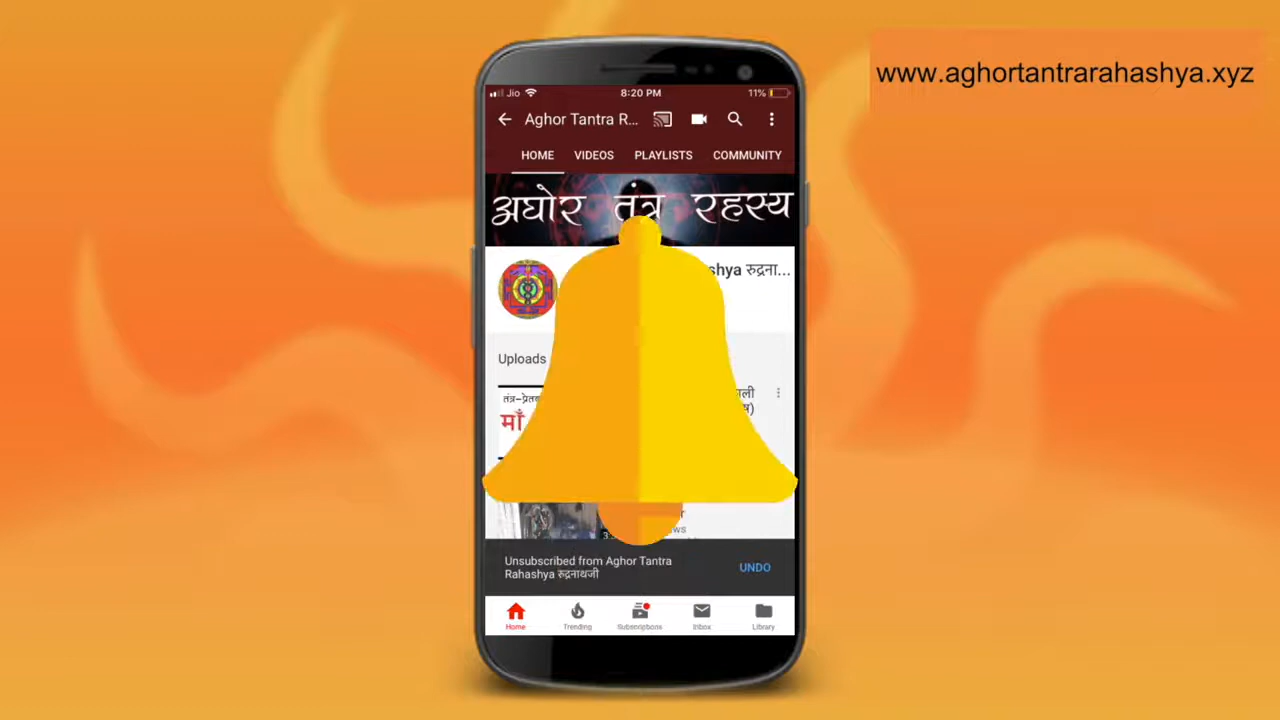 www.aghortantrarahashya.xyz
Jio 8:20 PM 11%
Aghor Tantra R...
HOME VIDEOS PLAYLISTS COMMUNITY
अघोर तंत्र रहस्य
रुद्रना...
Uploads
माँ
Unsubscribed from Aghor Tantra
Rahashya रुद्रनाथजी
UNDO
Home Trending Subscriptions Inbox Library